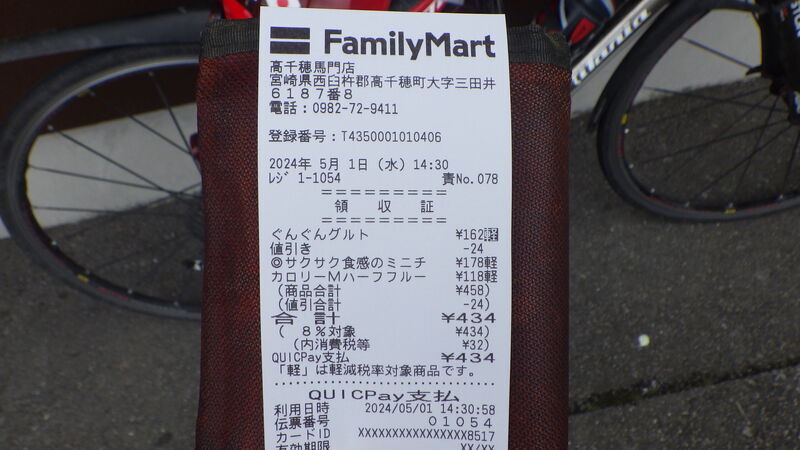 FamilyMart
高千穂馬門店
宮崎県西臼杵郡高千穂町大字三田井
6187番8
電話:0982-72-9411
登録番号:T4350001010406
2024年 5月 1日(水) 14:30
レジ 1-1054 責No.078
=========
領 収 証
=========
ぐんぐんグルト ¥162軽
値引き -24
◎サクサク食感のミニチ ¥178軽
カロリーMハーフフルー ¥118軽
(商品合計 ¥458)
(値引合計 -24)
合 計 ¥434
( 8%対象 ¥434)
(内消費税等 ¥32)
QUICPay支払 ¥434
「軽」は軽減税率対象商品です。
QUICPay支払
利用日時 2024/05/01 14:30:58
伝票番号 01054
カードID XXXXXXXXXXXXXXXX8517
有効期限 XX/XX